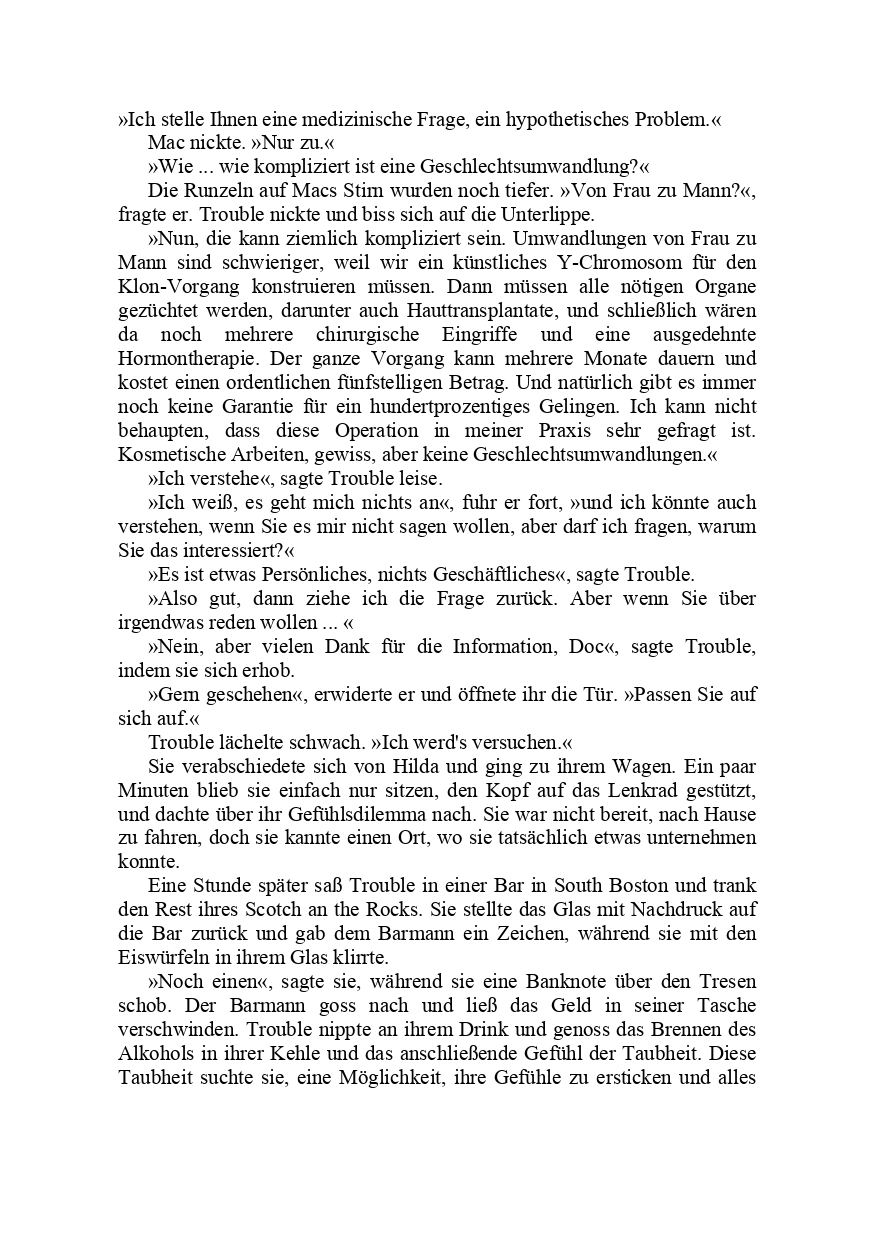 »Ich stelle Ihnen eine medizinische Frage, ein hypothetisches Problem.«
Mac nickte. »Nur zu.«
»Wie ... wie kompliziert ist eine Geschlechtsumwandlung?«
Die Runzeln auf Macs Stirn wurden noch tiefer. »Von Frau zu Mann?«,
fragte er. Trouble nickte und biss sich auf die Unterlippe.
»Nun, die kann ziemlich kompliziert sein. Umwandlungen von Frau zu
Mann sind schwieriger, weil wir ein künstliches Y-Chromosom für den
Klon-Vorgang konstruieren müssen. Dann müssen alle nötigen Organe
gezüchtet werden, darunter auch Hauttransplantate, und schließlich wären
da noch mehrere chirurgische Eingriffe und eine ausgedehnte
Hormontherapie. Der ganze Vorgang kann mehrere Monate dauern und
kostet einen ordentlichen fünfstelligen Betrag. Und natürlich gibt es immer
noch keine Garantie für ein hundertprozentiges Gelingen. Ich kann nicht
behaupten, dass diese Operation in meiner Praxis sehr gefragt ist.
Kosmetische Arbeiten, gewiss, aber keine Geschlechtsumwandlungen.«
»Ich verstehe«, sagte Trouble leise.
»Ich weiß, es geht mich nichts an«, fuhr er fort, »und ich könnte auch
verstehen, wenn Sie es mir nicht sagen wollen, aber darf ich fragen, warum
Sie das interessiert?«
»Es ist etwas Persönliches, nichts Geschäftliches«, sagte Trouble.
»Also gut, dann ziehe ich die Frage zurück. Aber wenn Sie über
irgendwas reden wollen ... «
»Nein, aber vielen Dank für die Information, Doc«, sagte Trouble,
indem sie sich erhob.
»Gern geschehen«, erwiderte er und öffnete ihr die Tür. »Passen Sie auf
sich auf.«
Trouble lächelte schwach. »Ich werd's versuchen.«
Sie verabschiedete sich von Hilda und ging zu ihrem Wagen. Ein paar
Minuten blieb sie einfach nur sitzen, den Kopf auf das Lenkrad gestützt,
und dachte über ihr Gefühlsdilemma nach. Sie war nicht bereit, nach Hause
zu fahren, doch sie kannte einen Ort, wo sie tatsächlich etwas unternehmen
konnte.
Eine Stunde später saß Trouble in einer Bar in South Boston und trank
den Rest ihres Scotch an the Rocks. Sie stellte das Glas mit Nachdruck auf
die Bar zurück und gab dem Barmann ein Zeichen, während sie mit den
Eiswürfeln in ihrem Glas klirrte.
»Noch einen«, sagte sie, während sie eine Banknote über den Tresen
schob. Der Barmann goss nach und ließ das Geld in seiner Tasche
verschwinden. Trouble nippte an ihrem Drink und genoss das Brennen des
Alkohols in ihrer Kehle und das anschließende Gefühl der Taubheit. Diese
Taubheit suchte sie, eine Möglichkeit, ihre Gefühle zu ersticken und alles